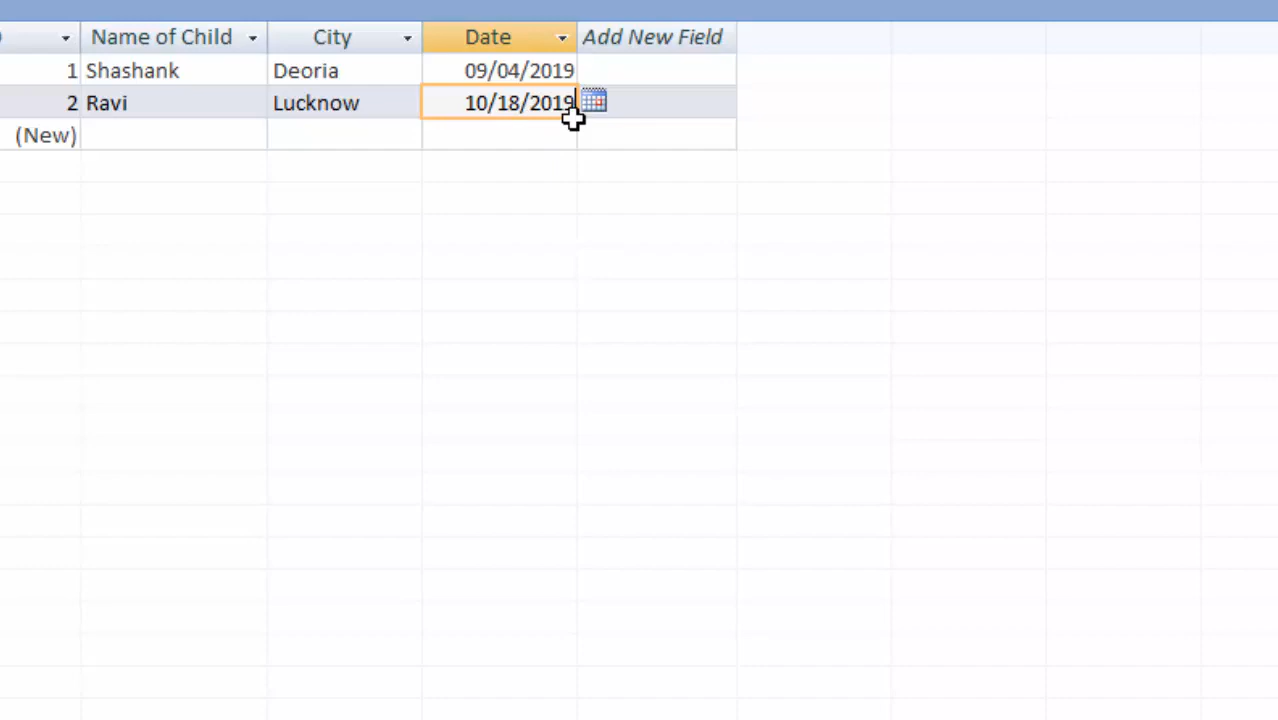 Name of Child City Date Add New Field
1 Shashank Deoria 09/04/2019
2 Ravi Lucknow 10/18/2019
(New)